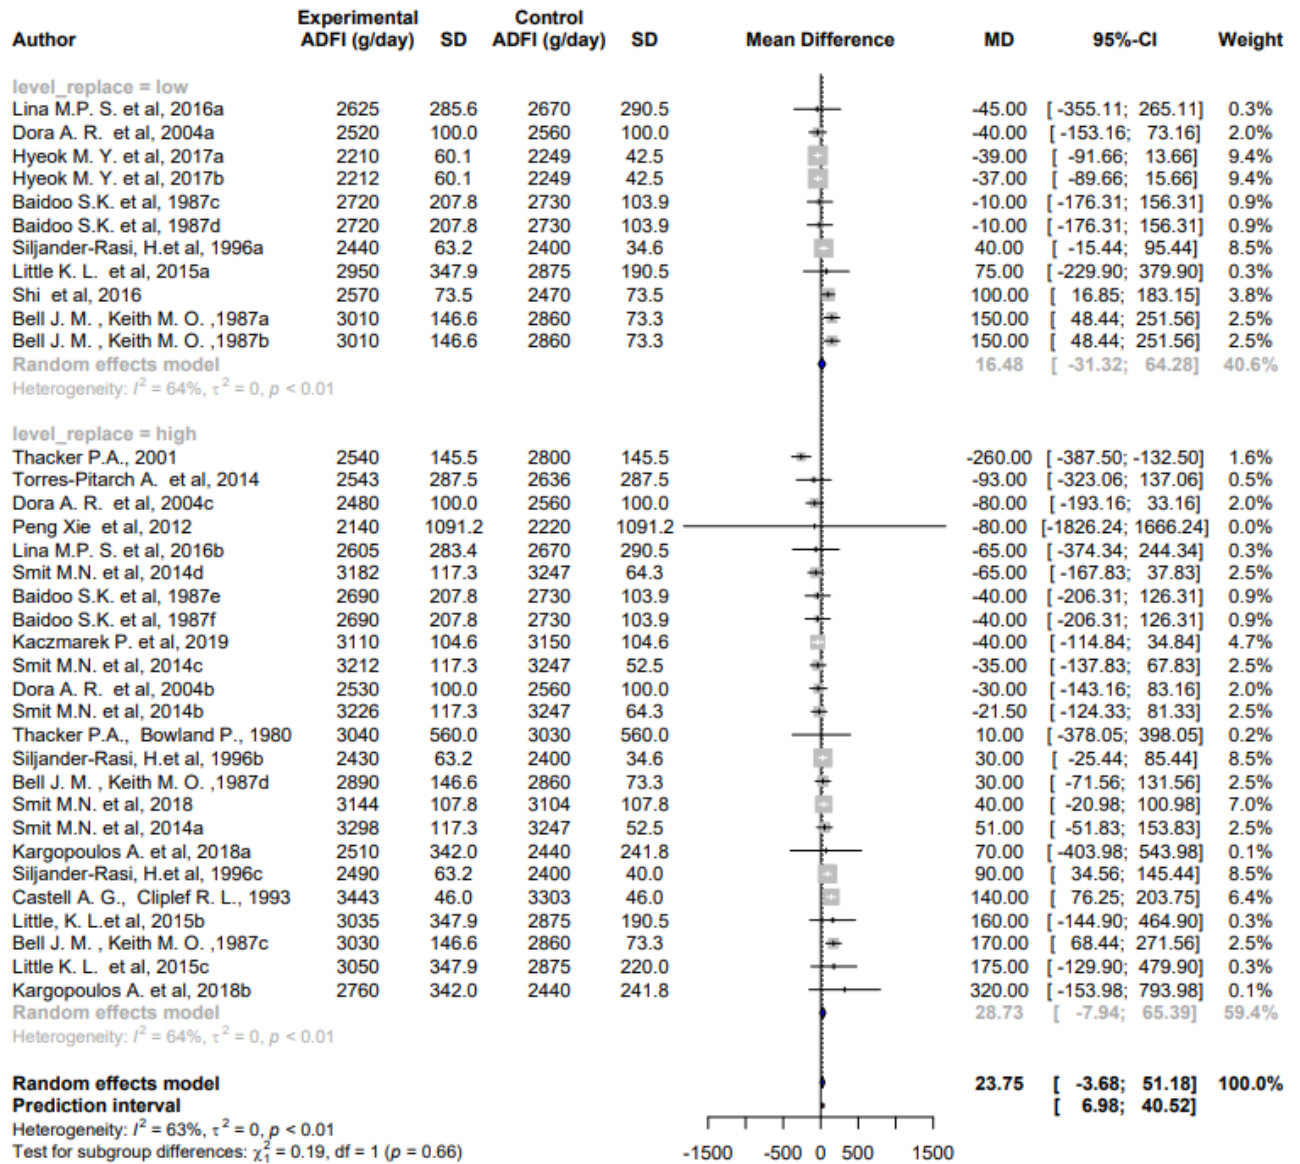 Experimental Control
Author ADFI (g/day) SD ADFI (g/day) SD Mean Difference MD 95%-CI Weight
level_replace = low
Lina M.P. S. et al, 2016a 2625 285.6 2670 290.5 -45.00 [ -355.11; 265.11] 0.3%
Dora A. R. et al, 2004a 2520 100.0 2560 100.0 -40.00 [ -153.16; 73.16] 2.0%
Hyeok M. Y. et al, 2017a 2210 60.1 2249 42.5 -39.00 [ -91.66; 13.66] 9.4%
Hyeok M. Y. et al, 2017b 2212 60.1 2249 42.5 -37.00 [ -89.66; 15.66] 9.4%
Baidoo S.K. et al, 1987c 2720 207.8 2730 103.9 -10.00 [ -176.31; 156.31] 0.9%
Baidoo S.K. et al, 1987d 2720 207.8 2730 103.9 -10.00 [ -176.31; 156.31] 0.9%
Siljander-Rasi, H.et al, 1996a 2440 63.2 2400 34.6 40.00 [ -15.44; 95.44] 8.5%
Little K. L. et al, 2015a 2950 347.9 2875 190.5 75.00 [ -229.90; 379.90] 0.3%
Shi et al, 2016 2570 73.5 2470 73.5 100.00 [ 16.85; 183.15] 3.8%
Bell J. M. , Keith M. O. ,1987a 3010 146.6 2860 73.3 150.00 [ 48.44; 251.56] 2.5%
Bell J. M. , Keith M. O. ,1987b 3010 146.6 2860 73.3 150.00 [ 48.44; 251.56] 2.5%
Random effects model 16.48 [ -31.32; 64.28] 40.6%
Heterogeneity: I² = 64%, τ² = 0, p < 0.01
level_replace = high
Thacker P.A., 2001 2540 145.5 2800 145.5 -260.00 [ -387.50; -132.50] 1.6%
Torres-Pitarch A. et al, 2014 2543 287.5 2636 287.5 -93.00 [ -323.06; 137.06] 0.5%
Dora A. R. et al, 2004c 2480 100.0 2560 100.0 -80.00 [ -193.16; 33.16] 2.0%
Peng Xie et al, 2012 2140 1091.2 2220 1091.2 -80.00 [-1826.24; 1666.24] 0.0%
Lina M.P. S. et al, 2016b 2605 283.4 2670 290.5 -65.00 [ -374.34; 244.34] 0.3%
Smit M.N. et al, 2014d 3182 117.3 3247 64.3 -65.00 [ -167.83; 37.83] 2.5%
Baidoo S.K. et al, 1987e 2690 207.8 2730 103.9 -40.00 [ -206.31; 126.31] 0.9%
Baidoo S.K. et al, 1987f 2690 207.8 2730 103.9 -40.00 [ -206.31; 126.31] 0.9%
Kaczmarek P. et al, 2019 3110 104.6 3150 104.6 -40.00 [ -114.84; 34.84] 4.7%
Smit M.N. et al, 2014c 3212 117.3 3247 52.5 -35.00 [ -137.83; 67.83] 2.5%
Dora A. R. et al, 2004b 2530 100.0 2560 100.0 -30.00 [ -143.16; 83.16] 2.0%
Smit M.N. et al, 2014b 3226 117.3 3247 64.3 -21.50 [ -124.33; 81.33] 2.5%
Thacker P.A., Bowland P., 1980 3040 560.0 3030 560.0 10.00 [ -378.05; 398.05] 0.2%
Siljander-Rasi, H.et al, 1996b 2430 63.2 2400 34.6 30.00 [ -25.44; 85.44] 8.5%
Bell J. M. , Keith M. O. ,1987d 2890 146.6 2860 73.3 30.00 [ -71.56; 131.56] 2.5%
Smit M.N. et al, 2018 3144 107.8 3104 107.8 40.00 [ -20.98; 100.98] 7.0%
Smit M.N. et al, 2014a 3298 117.3 3247 52.5 51.00 [ -51.83; 153.83] 2.5%
Kargopoulos A. et al, 2018a 2510 342.0 2440 241.8 70.00 [ -403.98; 543.98] 0.1%
Siljander-Rasi, H.et al, 1996c 2490 63.2 2400 40.0 90.00 [ 34.56; 145.44] 8.5%
Castell A. G., Cliplef R. L., 1993 3443 46.0 3303 46.0 140.00 [ 76.25; 203.75] 6.4%
Little, K. L.et al, 2015b 3035 347.9 2875 190.5 160.00 [ -144.90; 464.90] 0.3%
Bell J. M. , Keith M. O. ,1987c 3030 146.6 2860 73.3 170.00 [ 68.44; 271.56] 2.5%
Little K. L. et al, 2015c 3050 347.9 2875 220.0 175.00 [ -129.90; 479.90] 0.3%
Kargopoulos A. et al, 2018b 2760 342.0 2440 241.8 320.00 [ -153.98; 793.98] 0.1%
Random effects model 28.73 [ -7.94; 65.39] 59.4%
Heterogeneity: I² = 64%, τ² = 0, p < 0.01
Random effects model 23.75 [ -3.68; 51.18] 100.0%
Prediction interval [ 6.98; 40.52]
Heterogeneity: I² = 63%, τ² = 0, p < 0.01
Test for subgroup differences: χ²₁ = 0.19, df = 1 (p = 0.66)
-1500 -500 0 500 1500